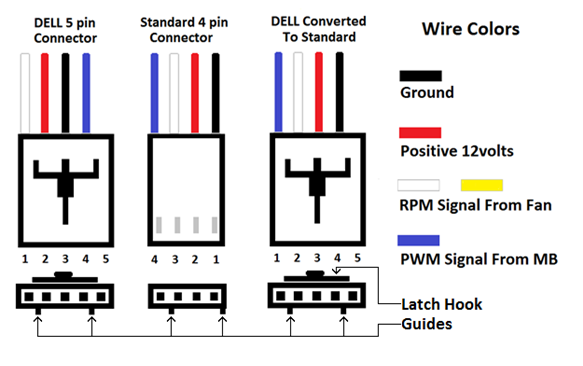 DELL 5 pin
Connector
Standard 4 pin
Connector
DELL Converted
To Standard
Wire Colors
Ground
Positive 12volts
RPM Signal From Fan
PWM Signal From MB
1 2 3 4 5
4 3 2 1
1 2 3 4 5
Latch Hook
Guides